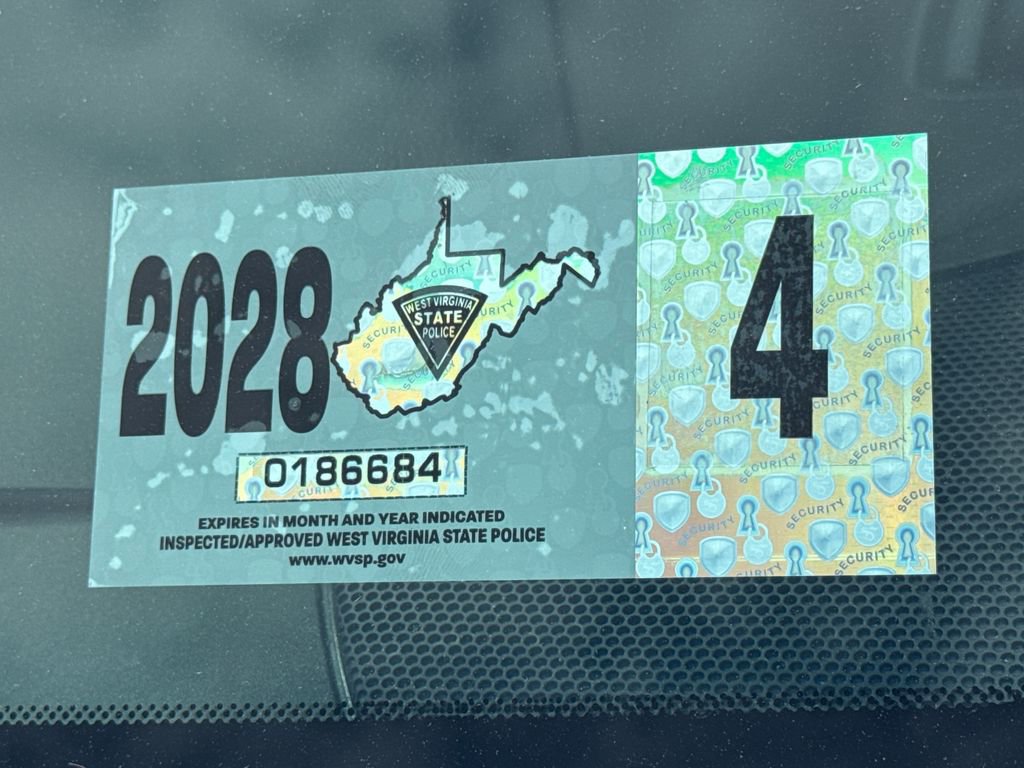 2028
WEST VIRGINIA
STATE
POLICE
4
0186684
EXPIRES IN MONTH AND YEAR INDICATED
INSPECTED/APPROVED WEST VIRGINIA STATE POLICE
www.wvsp.gov
SECURITY